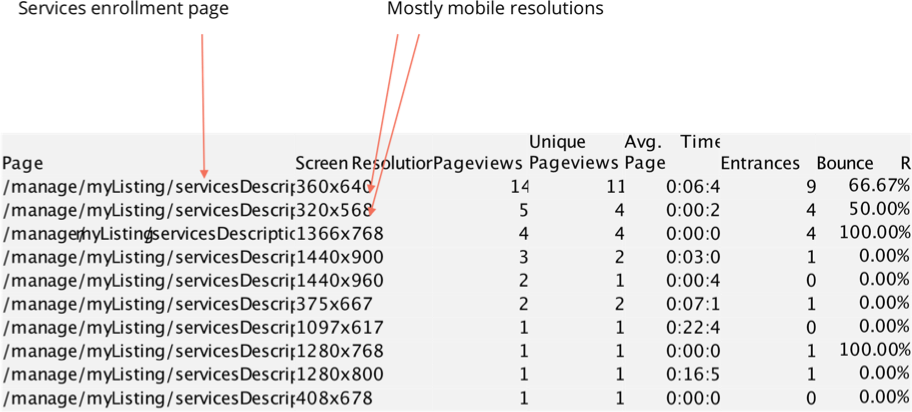 Services enrollment page Mostly mobile resolutions
Unique Avg. Time
Page Screen Resolution Pageviews Pageviews Page Entrances Bounce R
/manage/myListing/servicesDescrip 360x640 14 11 0:06:4 9 66.67%
/manage/myListing/servicesDescrip 320x568 5 4 0:00:2 4 50.00%
/manage/myListing/servicesDescriptic 1366x768 4 4 0:00:0 4 100.00%
/manage/myListing/servicesDescrip 1440x900 3 2 0:03:0 1 0.00%
/manage/myListing/servicesDescrip 1440x960 2 1 0:00:4 0 0.00%
/manage/myListing/servicesDescrip 375x667 2 2 0:07:1 1 0.00%
/manage/myListing/servicesDescrip 1097x617 1 1 0:22:4 0 0.00%
/manage/myListing/servicesDescrip 1280x768 1 1 0:00:0 1 100.00%
/manage/myListing/servicesDescrip 1280x800 1 1 0:16:5 1 0.00%
/manage/myListing/servicesDescrip 408x678 1 1 0:00:0 0 0.00%